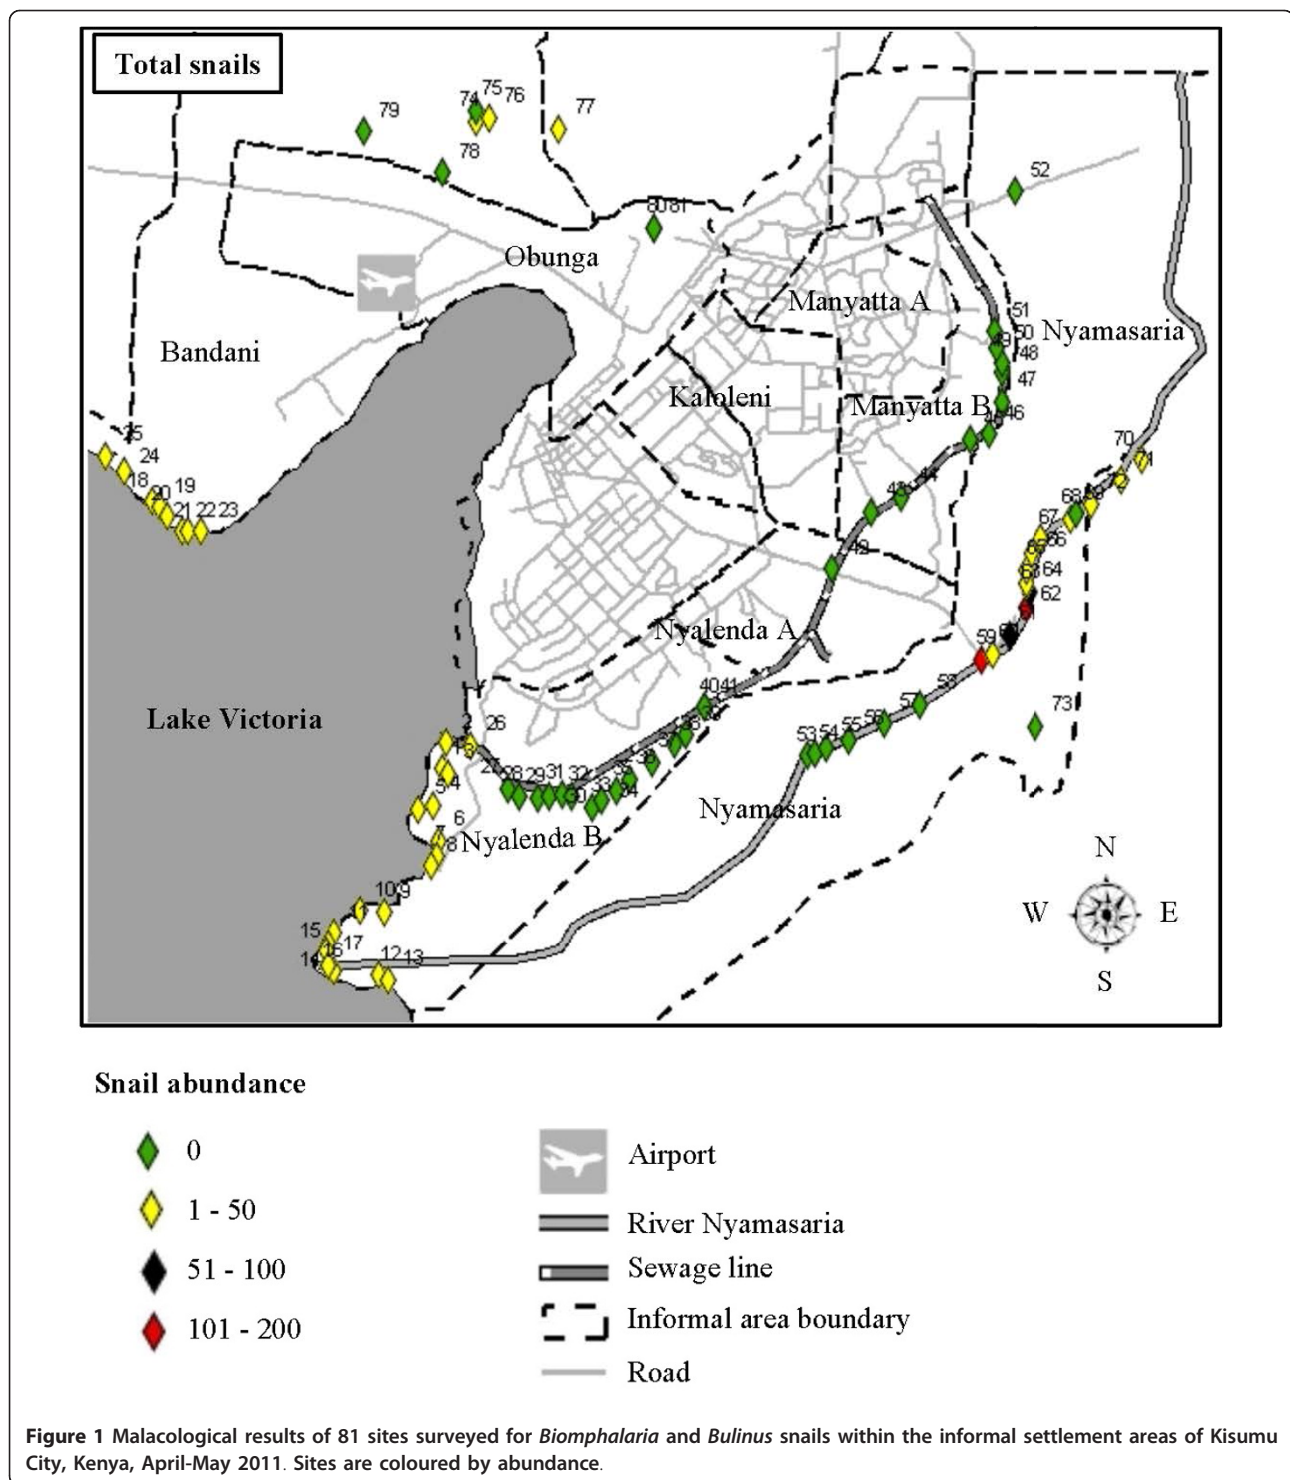 Total snails
75
74 76 77
79
78
52
80 81
Obunga
Manyatta A
51
50 Nyamasaria
49
48
Bandani
47
Kaloleni
Manyatta B 46
70
25
24
18 19
20
21 22 23
44
43
68
67
66
42
64
63
62
Nyalenda A
59
58
40 41
57
73
Lake Victoria
2 26
53 54 55 56
27
28 29 31 32
30 33 34
5 4
6
7
8
Nyalenda B
Nyamasaria
N
W E
S
10 9
15
17
16
14
12 13
Snail abundance
0
1 - 50
51 - 100
101 - 200
Airport
River Nyamasaria
Sewage line
Informal area boundary
Road
Figure 1 Malacological results of 81 sites surveyed for Biomphalaria and Bulinus snails within the informal settlement areas of Kisumu
City, Kenya, April-May 2011. Sites are coloured by abundance.